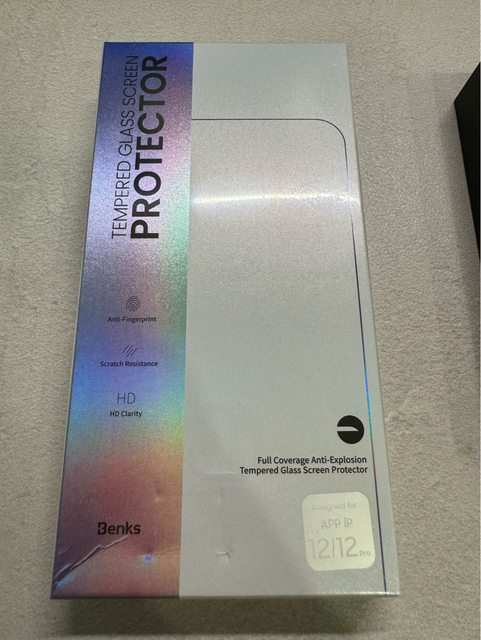 TEMPERED GLASS SCREEN
PROTECTOR
Anti-Fingerprint
Scratch Resistance
HD
HD Clarity
Full Coverage Anti-Explosion
Tempered Glass Screen Protector
Benks
Designed for
APP iP
12/12 Pro